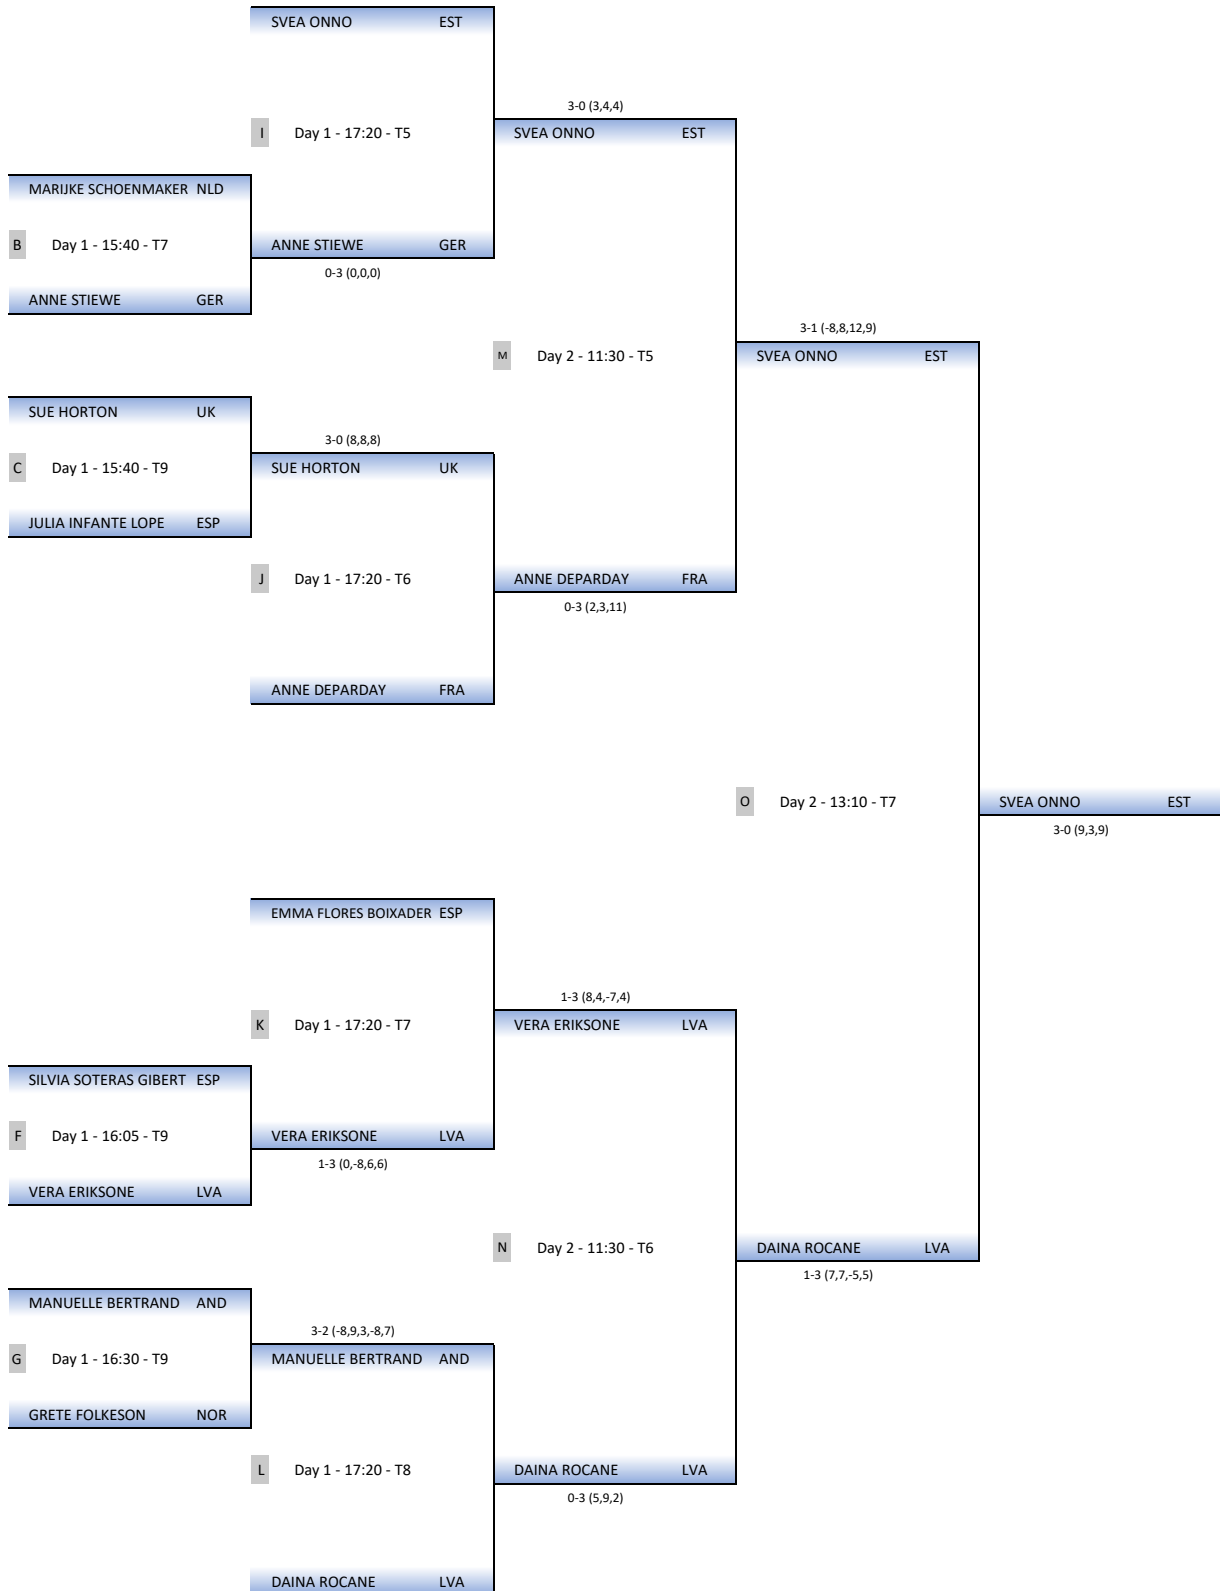 SVEA ONNO EST
3-0 (3,4,4)
I Day 1 - 17:20 - T5
SVEA ONNO EST
MARIJKE SCHOENMAKER NLD
B Day 1 - 15:40 - T7
ANNE STIEWE GER
0-3 (0,0,0)
ANNE STIEWE GER
3-1 (-8,8,12,9)
M Day 2 - 11:30 - T5
SVEA ONNO EST
SUE HORTON UK
3-0 (8,8,8)
C Day 1 - 15:40 - T9
SUE HORTON UK
JULIA INFANTE LOPE ESP
J Day 1 - 17:20 - T6
ANNE DEPARDAY FRA
0-3 (2,3,11)
ANNE DEPARDAY FRA
O Day 2 - 13:10 - T7
SVEA ONNO EST
3-0 (9,3,9)
EMMA FLORES BOIXADER ESP
1-3 (8,4,-7,4)
K Day 1 - 17:20 - T7
VERA ERIKSONE LVA
SILVIA SOTERAS GIBERT ESP
F Day 1 - 16:05 - T9
VERA ERIKSONE LVA
1-3 (0,-8,6,6)
VERA ERIKSONE LVA
N Day 2 - 11:30 - T6
DAINA ROCANE LVA
1-3 (7,7,-5,5)
MANUELLE BERTRAND AND
3-2 (-8,9,3,-8,7)
G Day 1 - 16:30 - T9
MANUELLE BERTRAND AND
GRETE FOLKESON NOR
L Day 1 - 17:20 - T8
DAINA ROCANE LVA
0-3 (5,9,2)
DAINA ROCANE LVA